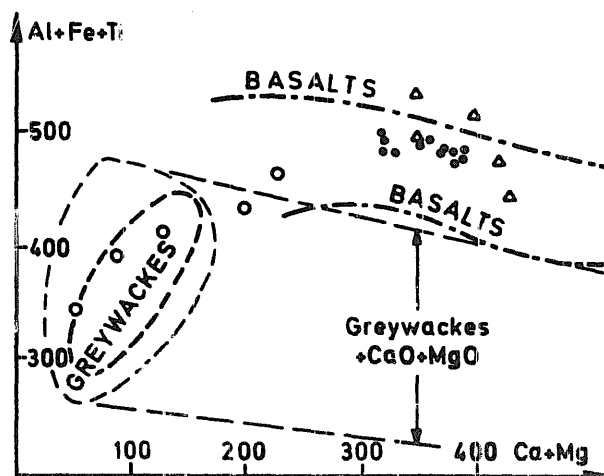 Al+Fe+Ti
BASALTS
500
BASALTS
400
GREYWACKES
Greywackes
+CaO+MgO
300
100
200
300
400
Ca+Mg